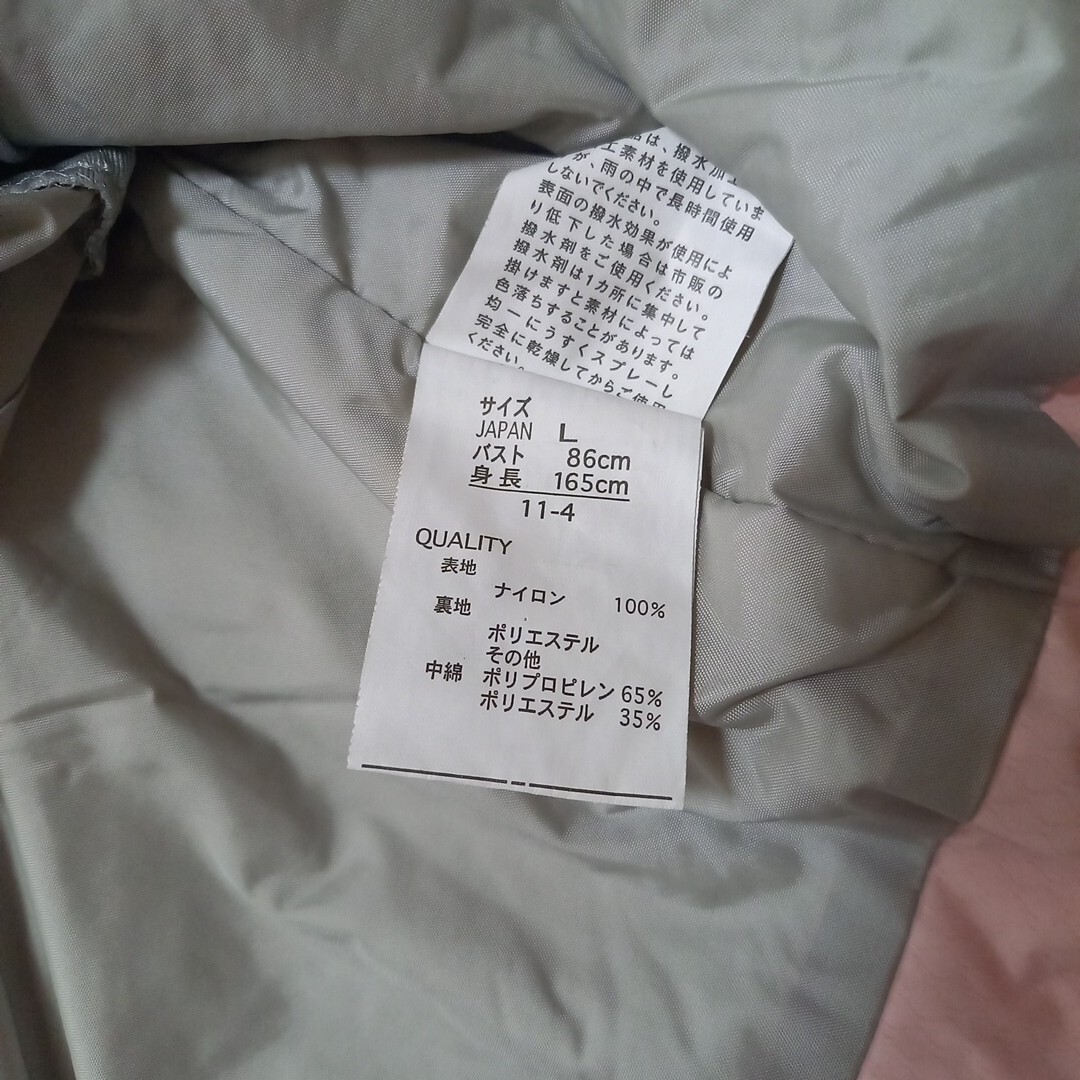 は、撥水加工
工素材を使用していま
が、雨の中で長時間使用
しないでください。
表面の撥水効果が使用によ
り低下した場合は市販の
撥水剤をご使用ください。
撥水剤は1カ所に集中して
掛けますと素材によっては
色落ちすることがあります。
均一にうすくスプレーし
完全に乾燥してからご使用
ください。
サイズ
JAPAN L
バスト 86cm
身長 165cm
11-4
QUALITY
表地
ナイロン 100%
裏地
ポリエステル
その他
中綿 ポリプロピレン 65%
ポリエステル 35%